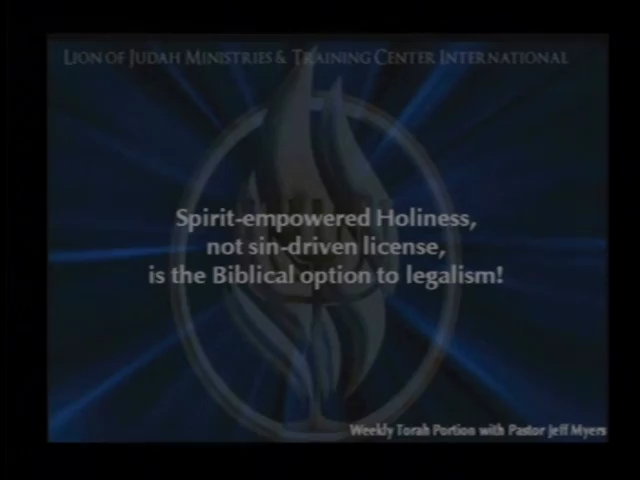 LION OF JUDAH MINISTRIES & TRAINING CENTER INTERNATIONAL
Spirit-empowered Holiness,
not sin-driven license,
is the Biblical option to legalism!
Weekly Torah Portion with Pastor Jeff Myers